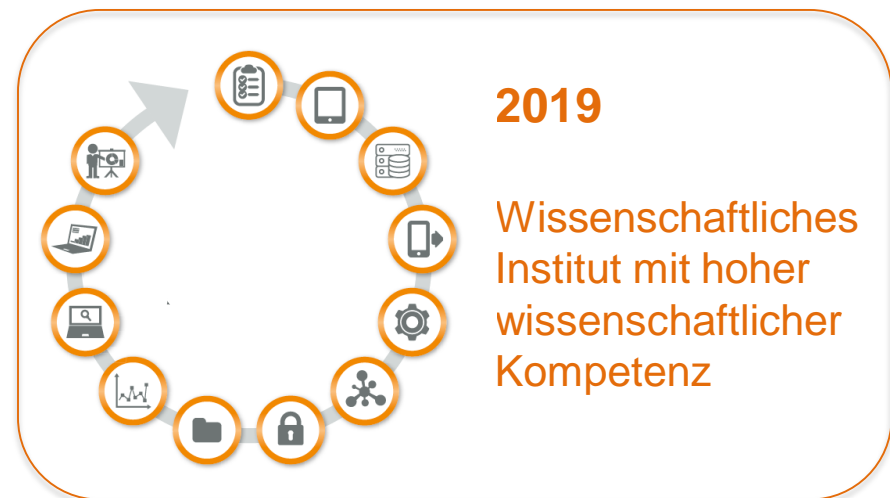 2019
Wissenschaftliches
Institut mit hoher
wissenschaftlicher
Kompetenz